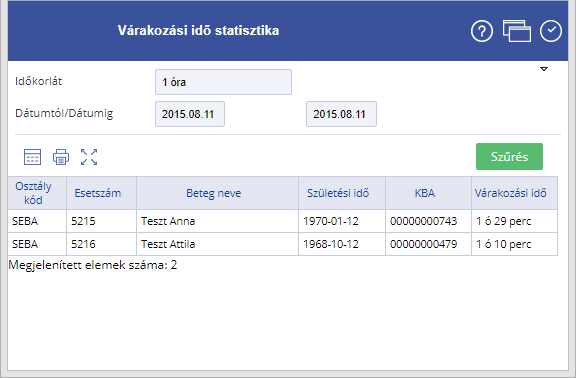 Várakozási idő statisztika
Időkorlát 1 óra
Dátumtól/Dátumig 2015.08.11 2015.08.11
Szűrés
Osztály kód Esetszám Beteg neve Születési idő KBA Várakozási idő
SEBA 5215 Teszt Anna 1970-01-12 00000000743 1 ó 29 perc
SEBA 5216 Teszt Attila 1968-10-12 00000000479 1 ó 10 perc
Megjelenített elemek száma: 2